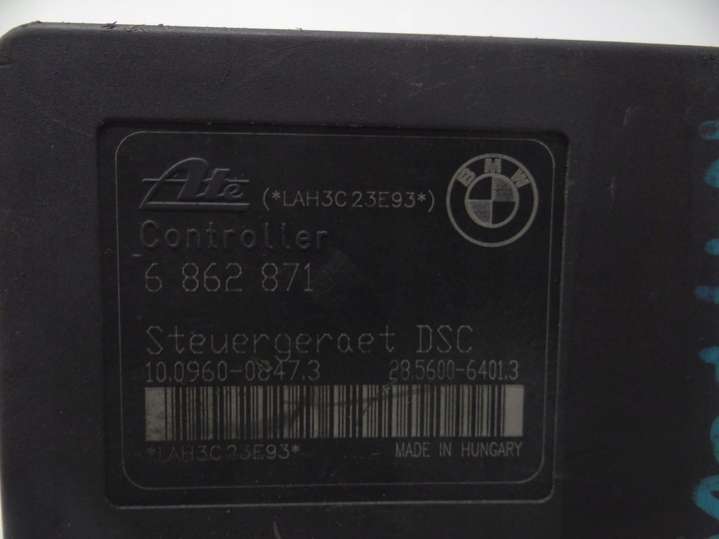 Ate (*LAH3C23E93*) BMW
Controller
6 862 871
Steuergeraet DSC
10.0960-0847.3 28.5600-6401.3
*LAH3C23E93* MADE IN HUNGARY